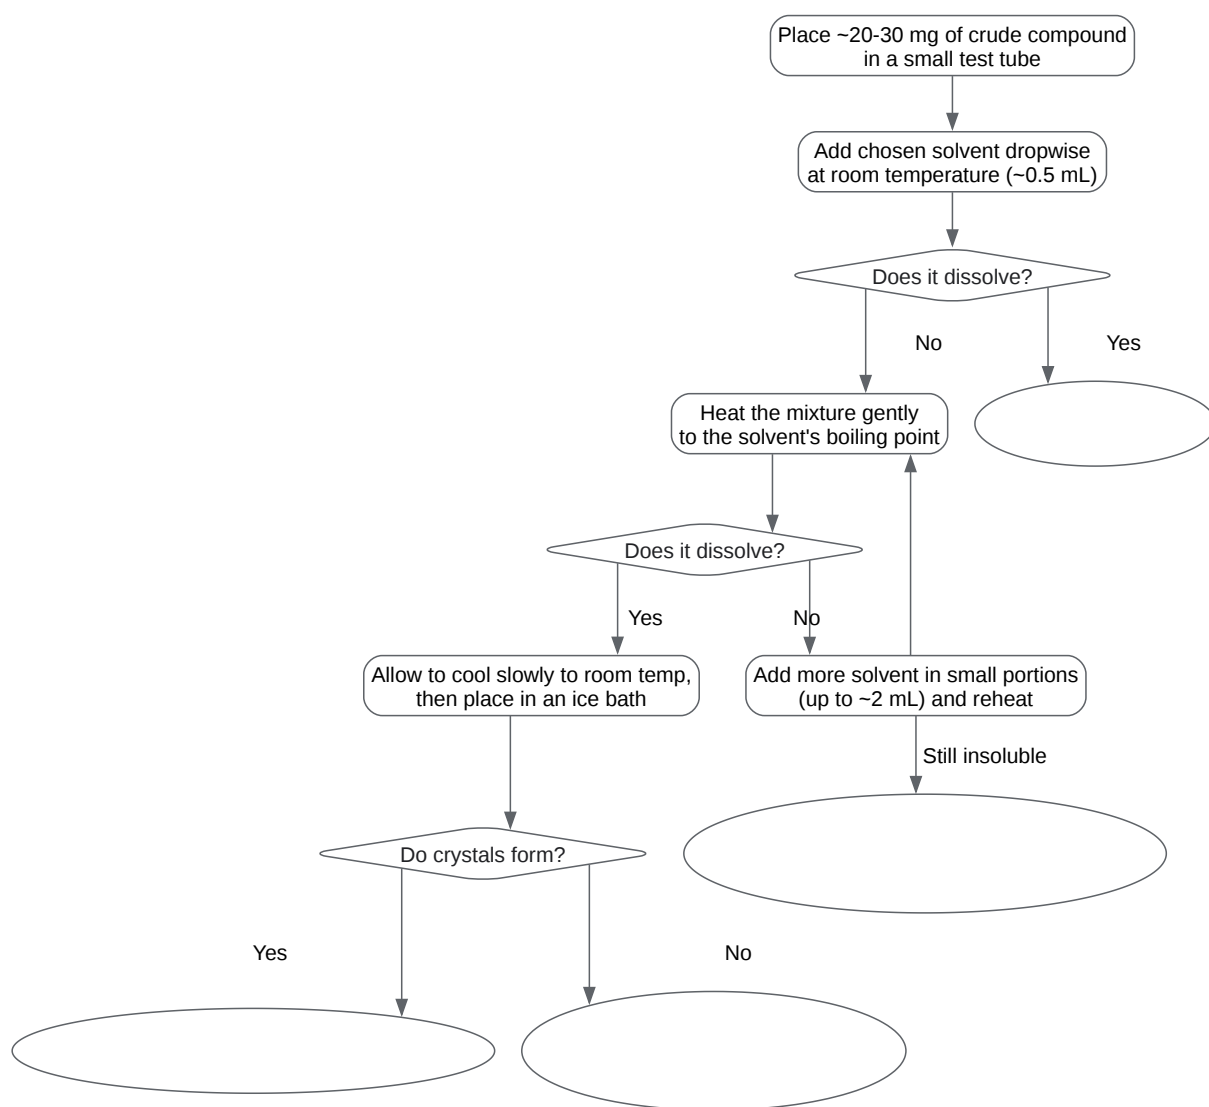 Place ~20-30 mg of crude compound
in a small test tube
Add chosen solvent dropwise
at room temperature (~0.5 mL)
Does it dissolve?
No
Yes
Heat the mixture gently
to the solvent's boiling point
Does it dissolve?
Yes
No
Allow to cool slowly to room temp,
then place in an ice bath
Add more solvent in small portions
(up to ~2 mL) and reheat
Still insoluble
Do crystals form?
Yes
No